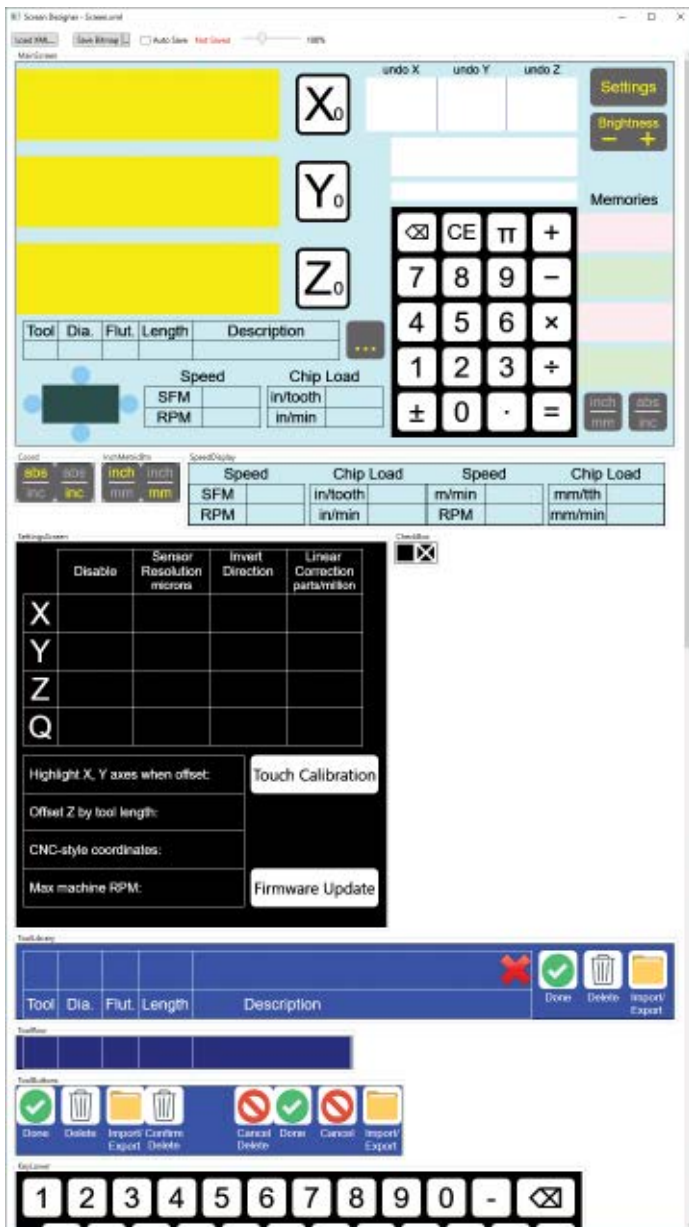 Screen Designer - Screen.xml
Load XML... Save Bitmap Auto Save Not Saved 100%
MainScreen
undo X undo Y undo Z
X0
Settings
Brightness
− +
Y0
Memories
⌫ CE π +
Z0
7 8 9 −
Tool Dia. Flut. Length Description
...
4 5 6 ×
Speed Chip Load
1 2 3 ÷
SFM in/tooth
RPM in/min
± 0 . =
inch abs
mm inc
Coord InchMetricBtn SpeedDisplay
abs abs inch inch
inc inc mm mm
Speed Chip Load Speed Chip Load
SFM in/tooth m/min mm/tth
RPM in/min RPM mm/min
SettingsScreen CheckBox
Disable Sensor Resolution microns Invert Direction Linear Correction parts/million
X
Y
Z
Q
Highlight X, Y axes when offset: Touch Calibration
Offset Z by tool length:
CNC-style coordinates:
Max machine RPM: Firmware Update
ToolLibrary
Tool Dia. Flut. Length Description
Done Delete Import/
Export
ToolRow
ToolButtons
Done Delete Import/ Confirm Cancel Done Cancel Import/
Export Delete Delete Export
KeyLower
1 2 3 4 5 6 7 8 9 0 - ⌫